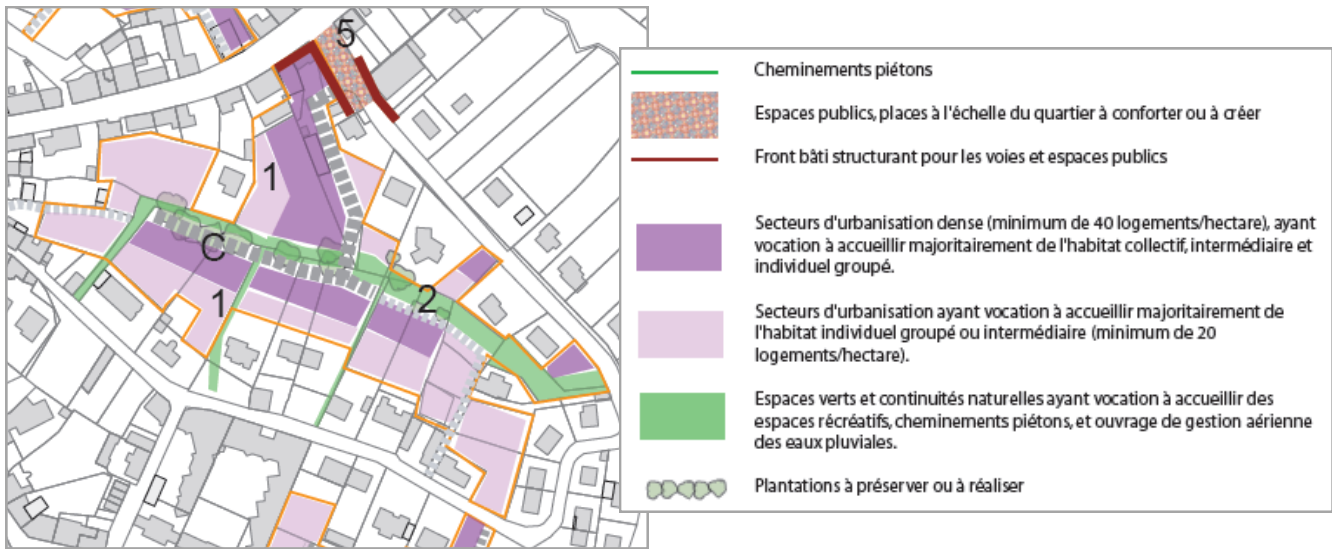 5
1
C
1
2
Cheminements piétons
Espaces publics, places à l'échelle du quartier à conforter ou à créer
Front bâti structurant pour les voies et espaces publics
Secteurs d'urbanisation dense (minimum de 40 logements/hectare), ayant
vocation à accueillir majoritairement de l'habitat collectif, intermédiaire et
individuel groupé.
Secteurs d'urbanisation ayant vocation à accueillir majoritairement de
l'habitat individuel groupé ou intermédiaire (minimum de 20
logements/hectare).
Espaces verts et continuités naturelles ayant vocation à accueillir des
espaces récréatifs, cheminements piétons, et ouvrage de gestion aérienne
des eaux pluviales.
Plantations à préserver ou à réaliser